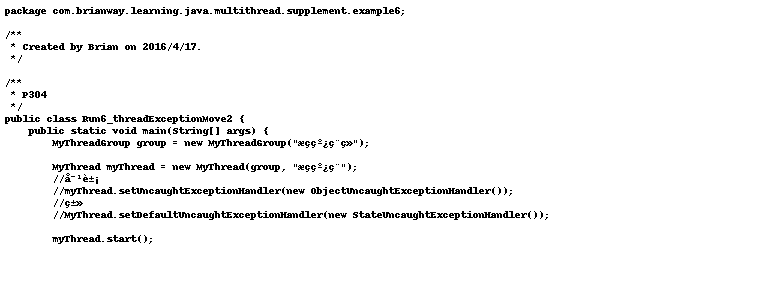 package com.brianway.learning.java.multithread.supplement.example6;
/**
 * Created by Brian on 2016/4/17.
 */
/**
 * P304
 */
public class Run6_threadExceptionMove2 {
    public static void main(String[] args) {
        MyThreadGroup group = new MyThreadGroup("æççº¿ç¨ç»");
        MyThread myThread = new MyThread(group, "æççº¿ç¨");
        //å¯¹è±¡
        //myThread.setUncaughtExceptionHandler(new ObjectUncaughtExceptionHandler());
        //ç±»
        //MyThread.setDefaultUncaughtExceptionHandler(new StateUncaughtExceptionHandler());
        myThread.start();